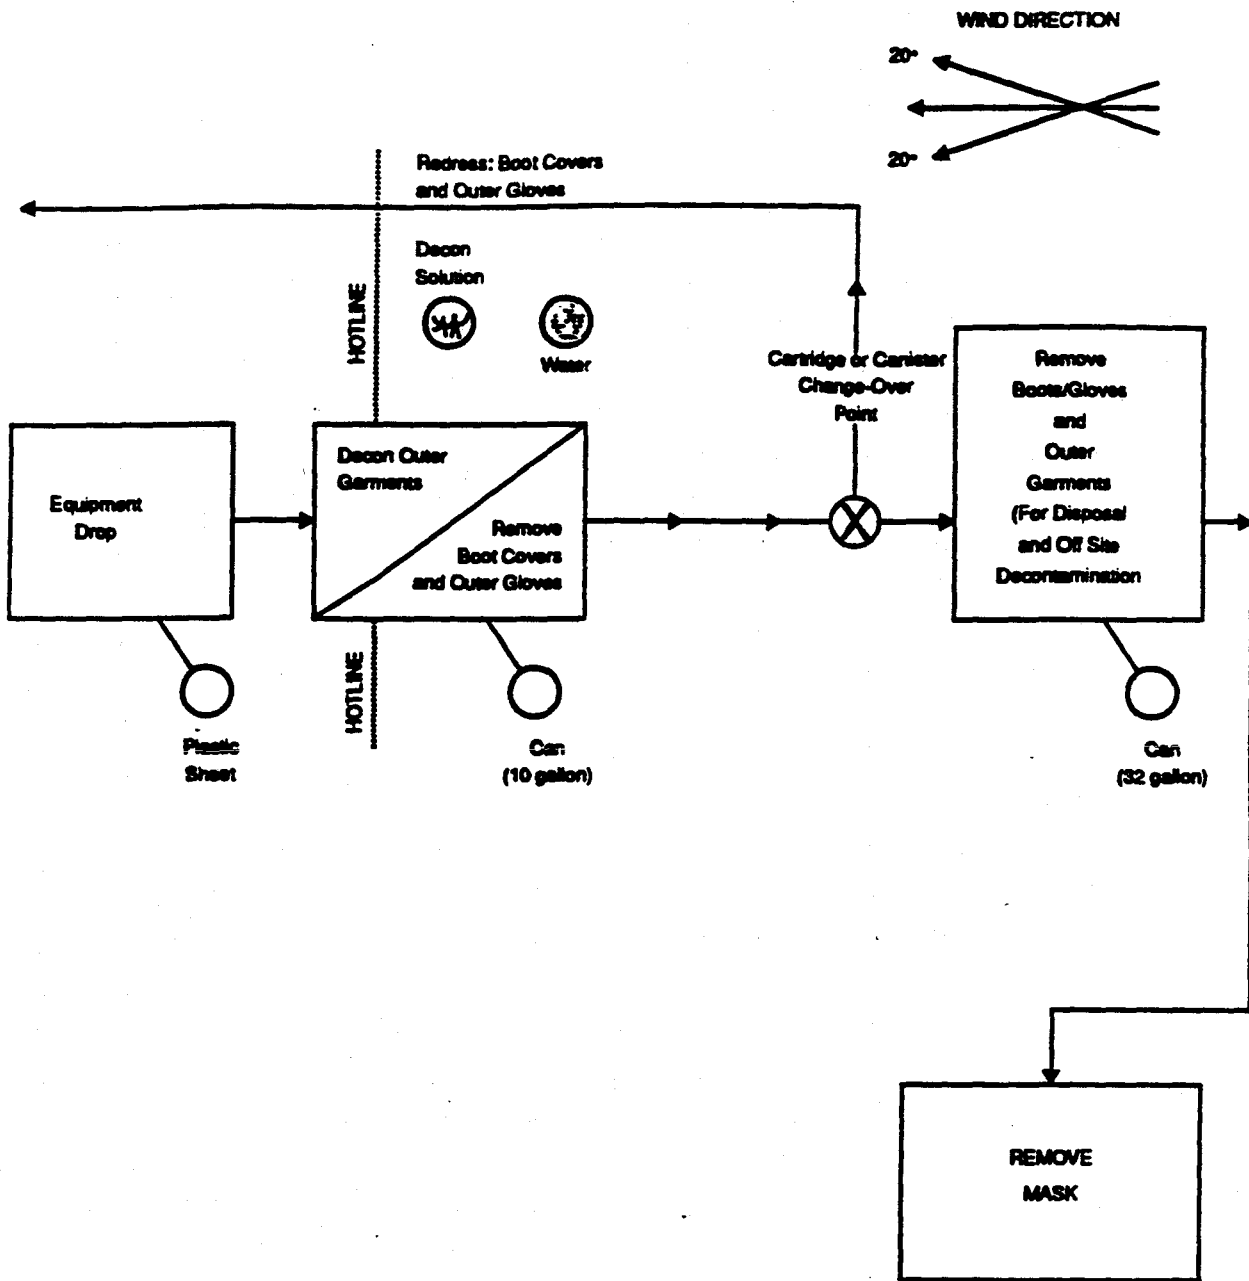 WIND DIRECTION
20°
20°
Redress: Boot Covers
and Outer Gloves
Decon
Solution
HOTLINE
Water
Cartridge or Canister
Change-Over
Point
Remove
Boots/Gloves
and
Outer
Garments
(For Disposal
and Off Site
Decontamination
Decon Outer
Garments
Equipment
Drop
Remove
Boot Covers
and Outer Gloves
HOTLINE
Plastic
Sheet
Can
(10 gallon)
Can
(32 gallon)
REMOVE
MASK